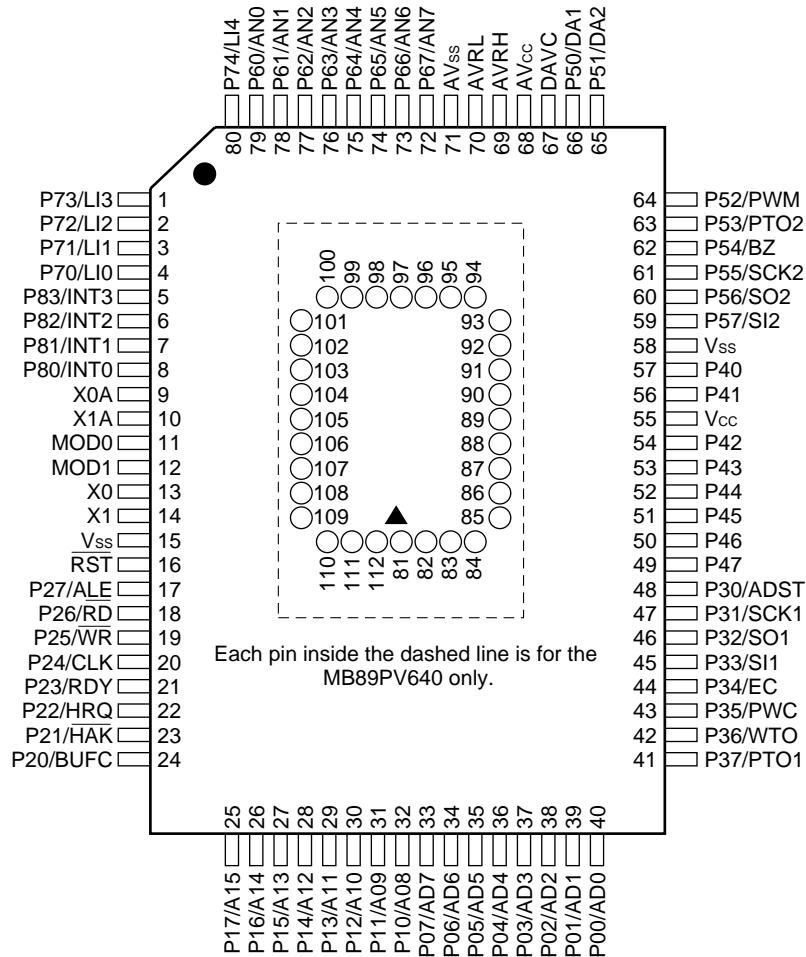 P74/LI4
P60/AN0
P61/AN1
P62/AN2
P63/AN3
P64/AN4
P65/AN5
P66/AN6
P67/AN7
AVss
AVRL
AVRH
AVcc
DAVC
P50/DA1
P51/DA2
80 79 78 77 76 75 74 73 72 71 70 69 68 67 66 65
P73/LI3 1
P72/LI2 2
P71/LI1 3
P70/LI0 4
P83/INT3 5
P82/INT2 6
P81/INT1 7
P80/INT0 8
X0A 9
X1A 10
MOD0 11
MOD1 12
X0 13
X1 14
Vss 15
RST 16
P27/ALE 17
P26/RD 18
P25/WR 19
P24/CLK 20
P23/RDY 21
P22/HRQ 22
P21/HAK 23
P20/BUFC 24
100 99 98 97 96 95 94
101 93
102 92
103 91
104 90
105 89
106 88
107 87
108 86
109 85
110 111 112 81 82 83 84
Each pin inside the dashed line is for the
MB89PV640 only.
64 P52/PWM
63 P53/PTO2
62 P54/BZ
61 P55/SCK2
60 P56/SO2
59 P57/SI2
58 Vss
57 P40
56 P41
55 Vcc
54 P42
53 P43
52 P44
51 P45
50 P46
49 P47
48 P30/ADST
47 P31/SCK1
46 P32/SO1
45 P33/SI1
44 P34/EC
43 P35/PWC
42 P36/WTO
41 P37/PTO1
25 26 27 28 29 30 31 32 33 34 35 36 37 38 39 40
P17/A15
P16/A14
P15/A13
P14/A12
P13/A11
P12/A10
P11/A09
P10/A08
P07/AD7
P06/AD6
P05/AD5
P04/AD4
P03/AD3
P02/AD2
P01/AD1
P00/AD0